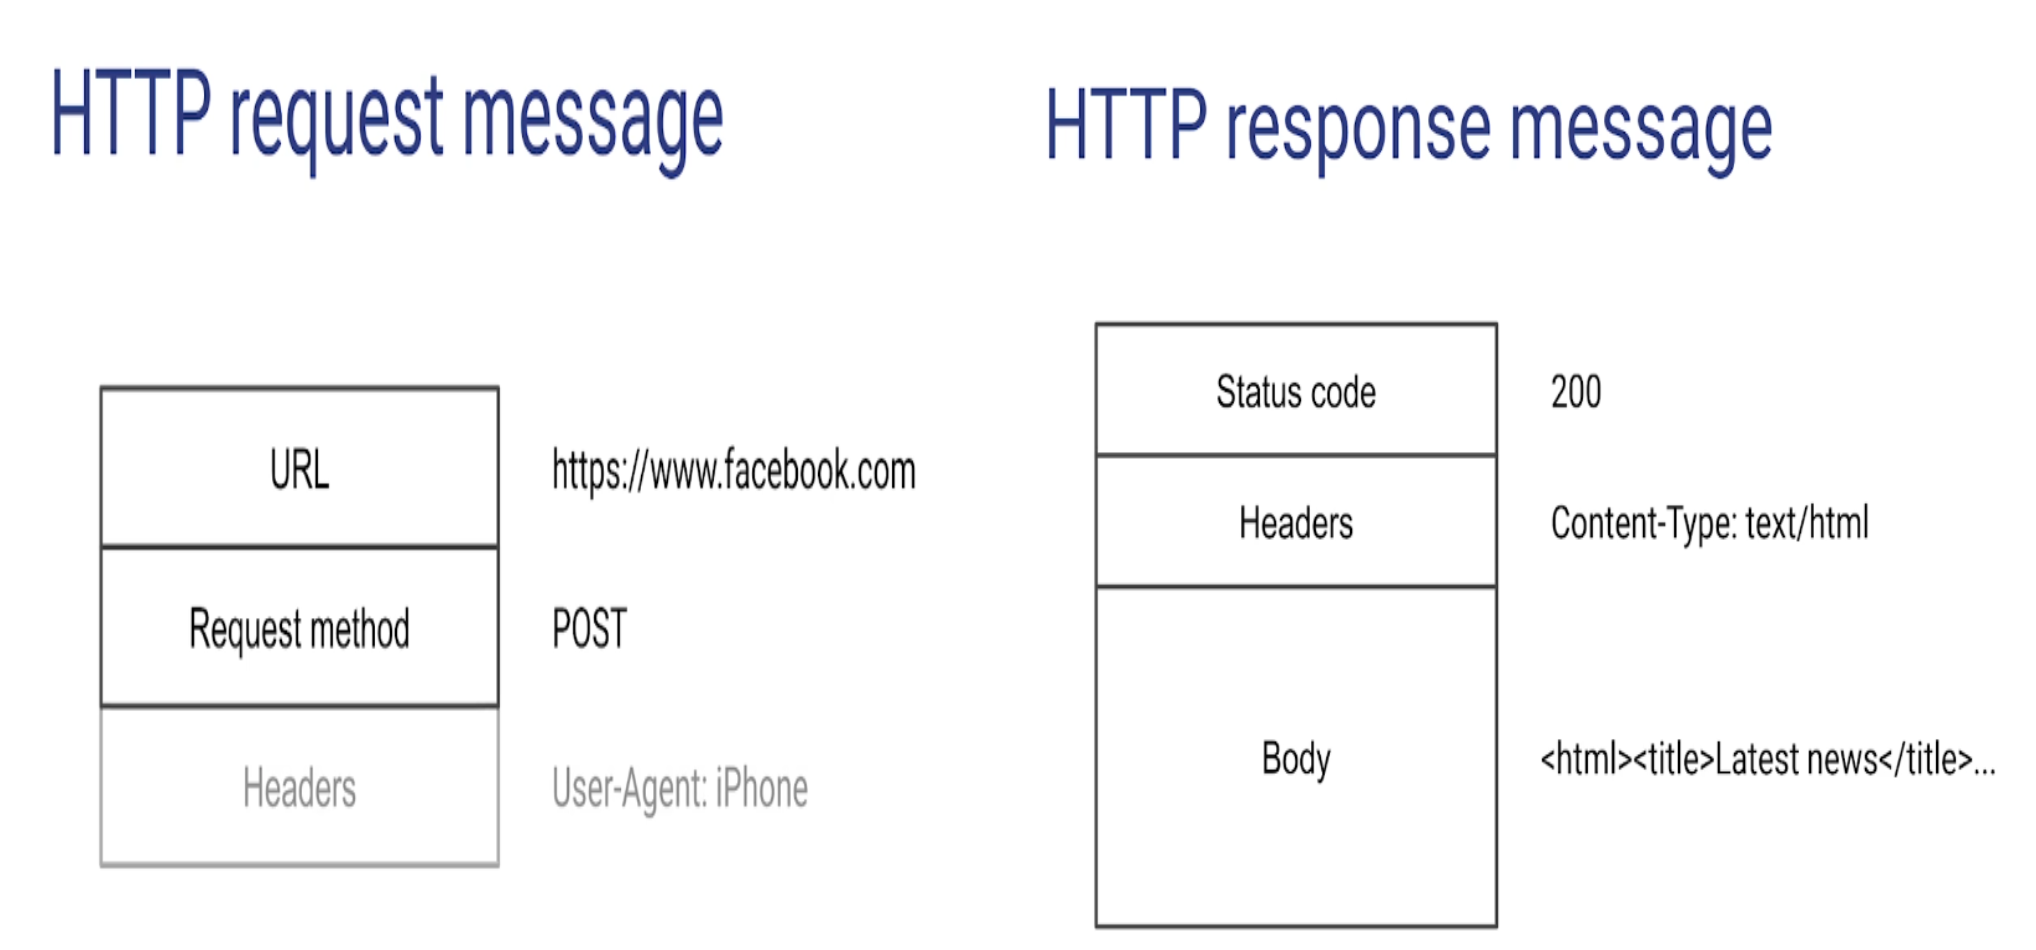 HTTP request message
URL
https://www.facebook.com
Request method
POST
Headers
User-Agent: iPhone
HTTP response message
Status code
200
Headers
Content-Type: text/html
Body
<html><title>Latest news</title>...